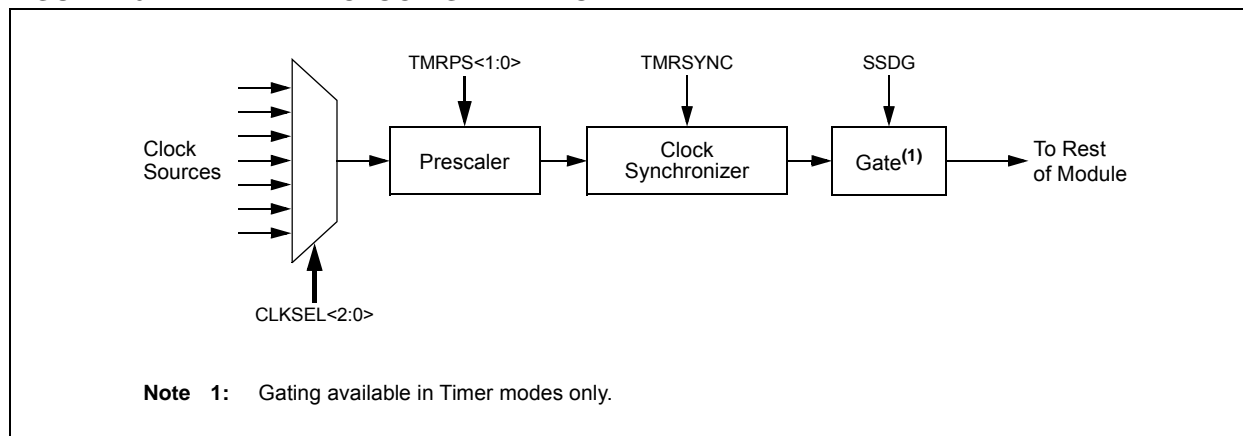 TMRPS<1:0>
TMRSYNC
SSDG
Clock
Sources
Prescaler
Clock
Synchronizer
Gate(1)
To Rest
of Module
CLKSEL<2:0>
Note 1: Gating available in Timer modes only.